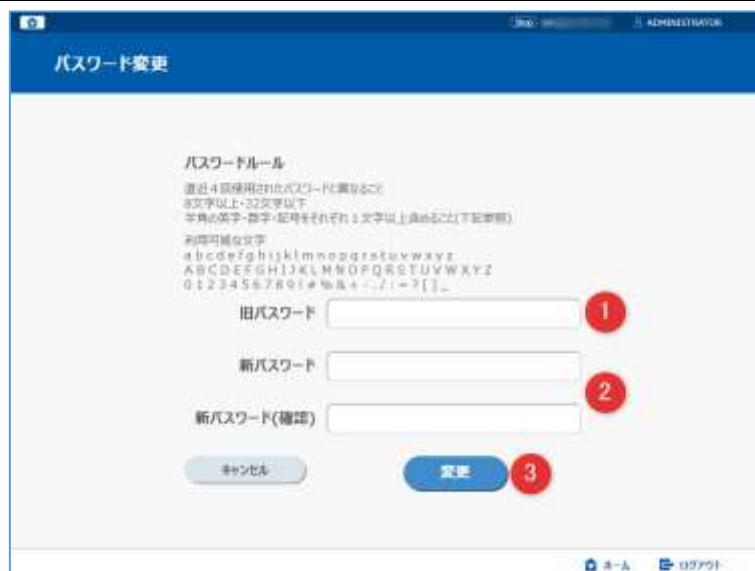 ADMINISTRATOR
パスワード変更
パスワードルール
直近4回使用されたパスワードと異なること
8文字以上・32文字以下
半角の英字・数字・記号をそれぞれ1文字以上含めること(下記参照)
利用可能な文字
abcdefghijklmnopqrstuvwxyz
ABCDEFGHIJKLMNOPQRSTUVWXYZ
0123456789!#%&+-./:=?[]_
旧パスワード
1
新パスワード
2
新パスワード(確認)
キャンセル
変更
3
ホーム
ログアウト